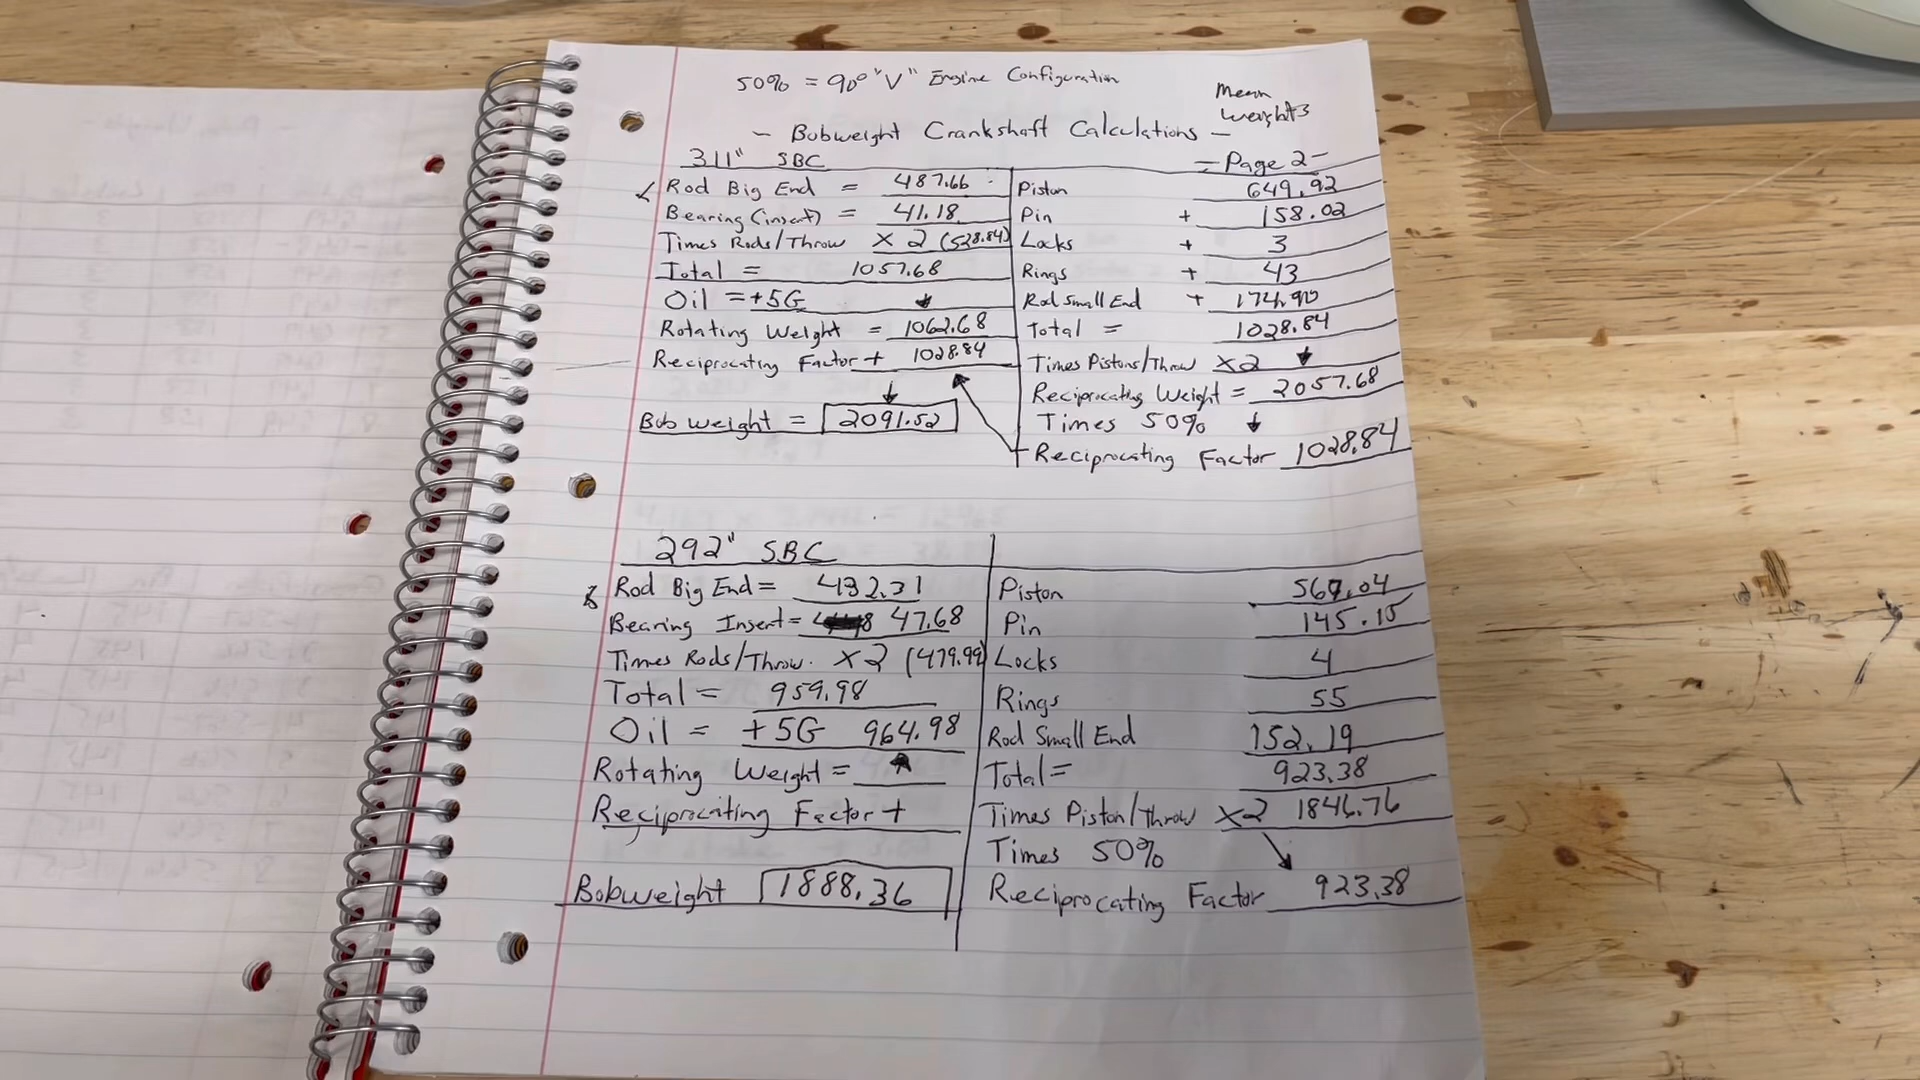 50% = 90° "V" Engine Configuration
Mean
Weights
- Bobweight Crankshaft Calculations -
311" SBC
= Page 2 -
Rod Big End = 487.66
Bearing (insert) = 41.18
Times Rods/Throw X 2 (528.84)
Total = 1057.68
Oil = +5G
Rotating Weight = 1062.68
Reciprocating Factor + 1028.84
Bob weight = 2091.52
Piston 649.92
Pin + 158.02
Locks + 3
Rings + 43
Rod Small End + 174.90
Total = 1028.84
Times Pistons/Throw X2
Reciprocating Weight = 2057.68
Times 50%
Reciprocating Factor 1028.84
292" SBC
Rod Big End = 432.31
Bearing Insert = 47.68
Times Rods/Throw. X2 (479.99)
Total = 959.98
Oil = +5G 964.98
Rotating Weight =
Reciprocating Factor +
Bobweight 1888.36
Piston 567.04
Pin 145.15
Locks 4
Rings 55
Rod Small End 152.19
Total = 923.38
Times Piston/Throw X2 1846.76
Times 50%
Reciprocating Factor 923.38